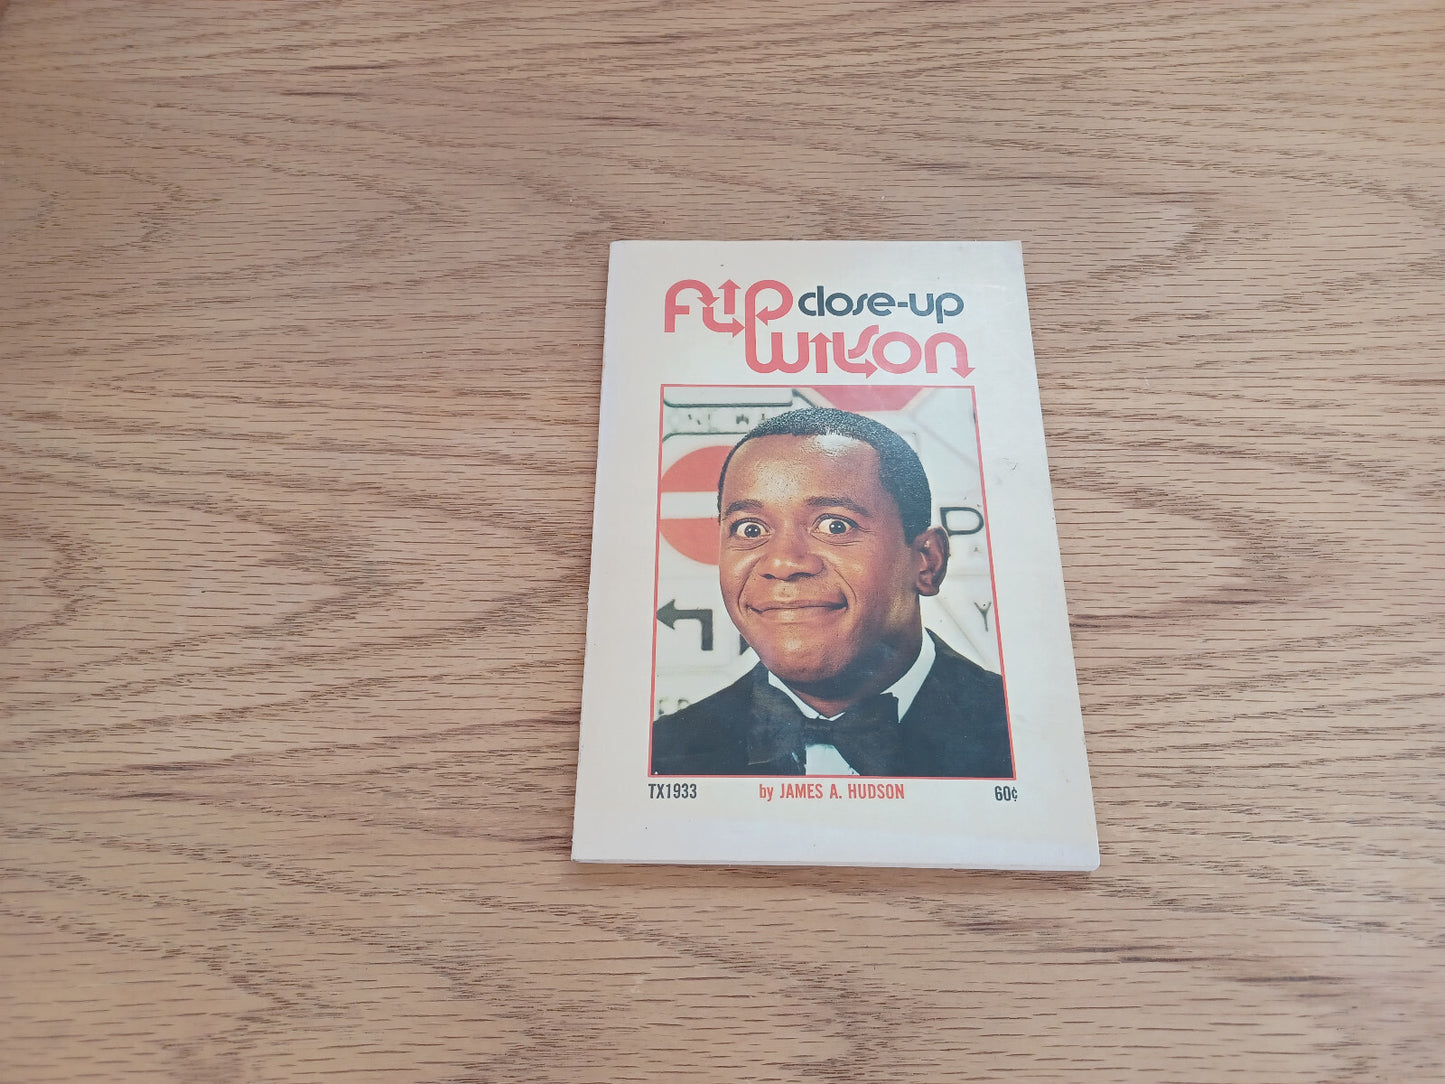 Flip close-up
Wilson
P
Y
TX1933 by JAMES A. HUDSON 60¢